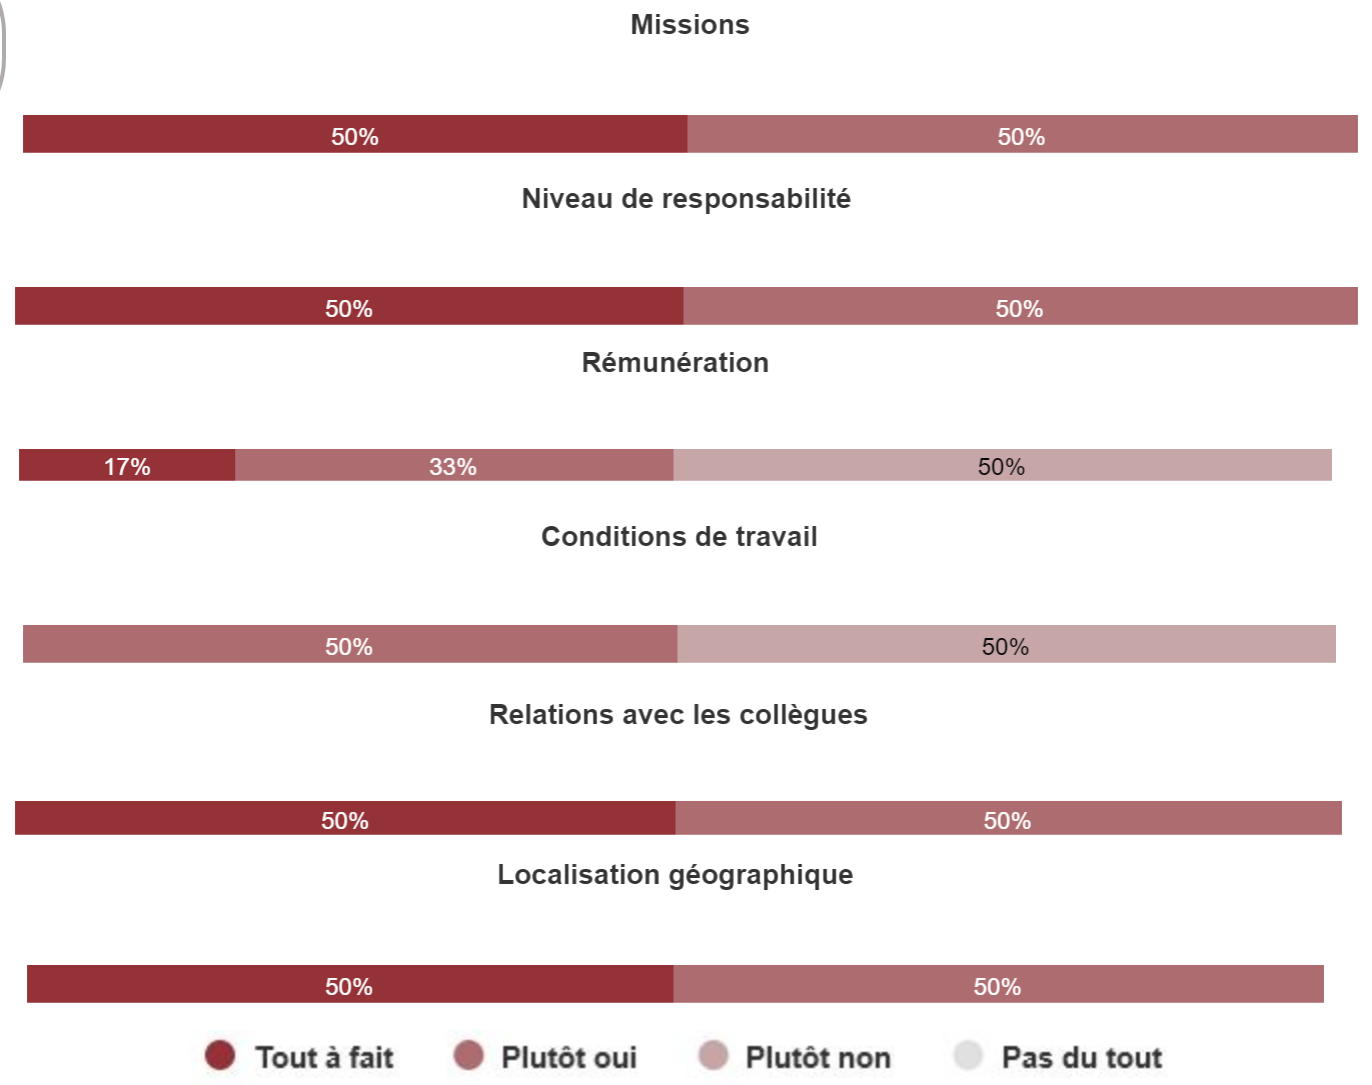 Missions
50% 50%
Niveau de responsabilité
50% 50%
Rémunération
17% 33% 50%
Conditions de travail
50% 50%
Relations avec les collègues
50% 50%
Localisation géographique
50% 50%
Tout à fait Plutôt oui Plutôt non Pas du tout